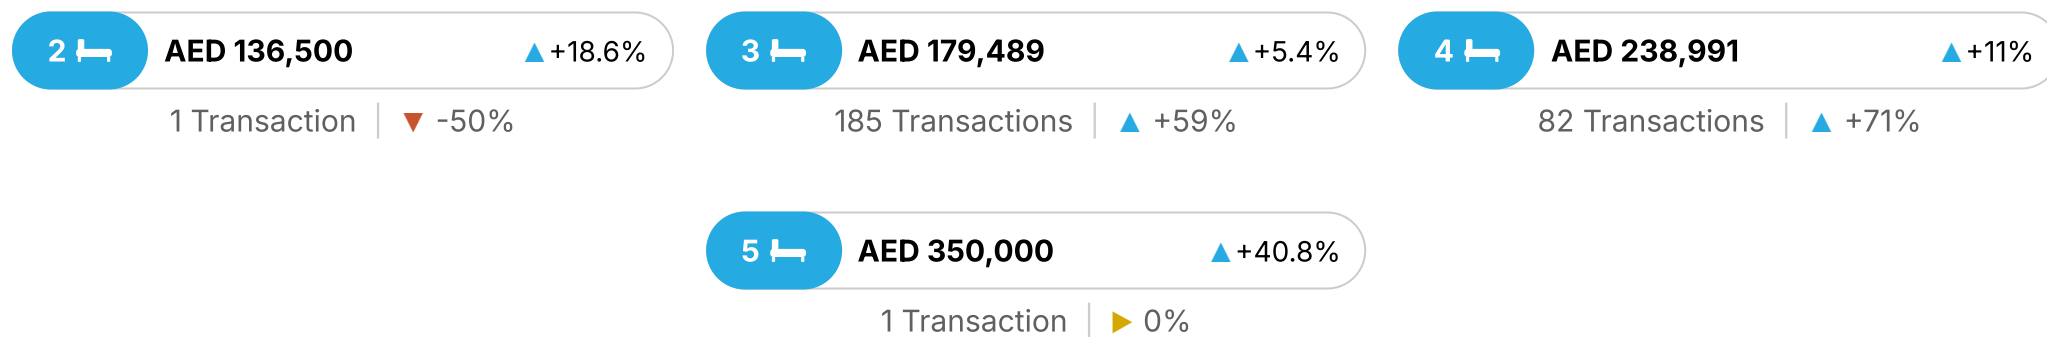 2 AED 136,500 ▲+18.6%
1 Transaction | ▼ -50%
3 AED 179,489 ▲+5.4%
185 Transactions | ▲ +59%
4 AED 238,991 ▲+11%
82 Transactions | ▲ +71%
5 AED 350,000 ▲+40.8%
1 Transaction | ▶ 0%